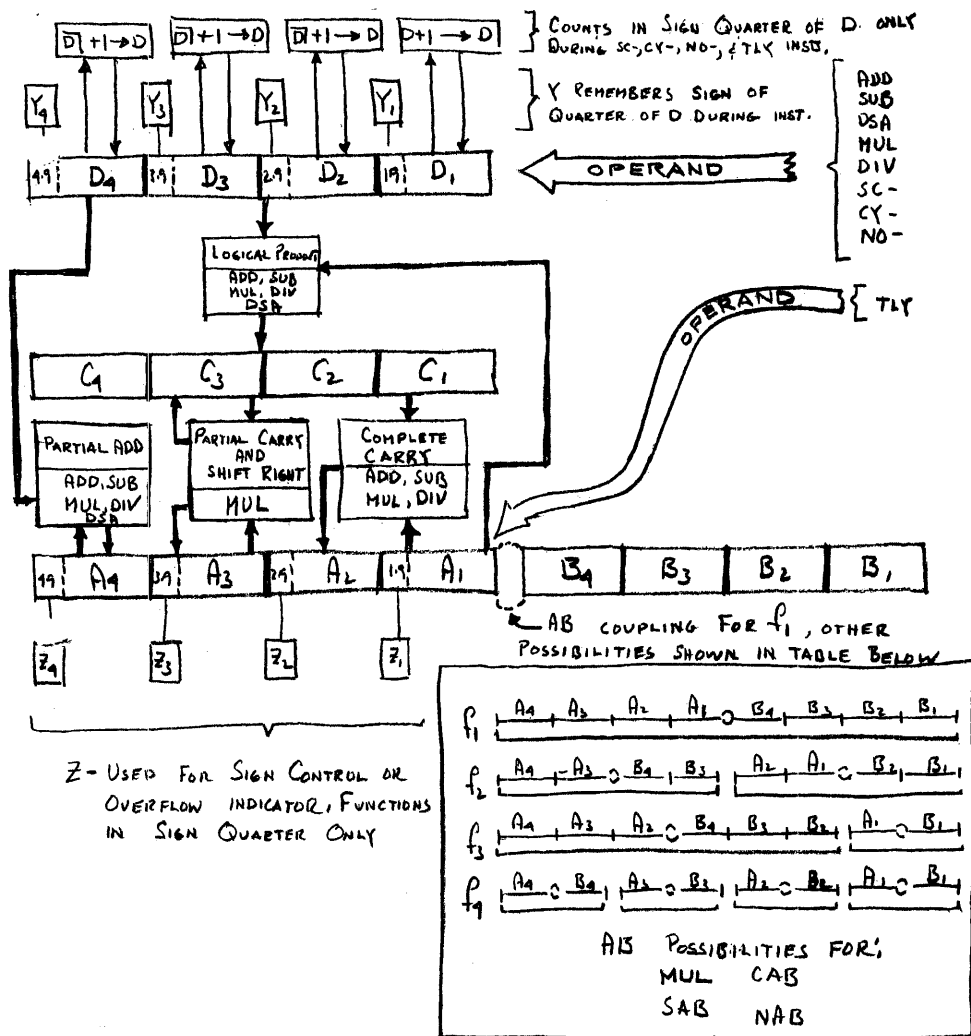 D̅ +1→D D̅ +1→D D̅ +1→D D+1→D
} COUNTS IN SIGN QUARTER OF D ONLY
DURING SC-, CY-, NO-, & TLY INST.
Y4 Y3 Y2 Y1
} Y REMEMBERS SIGN OF
QUARTER OF D DURING INST.
ADD
SUB
DSA
MUL
DIV
SC-
CY-
NO-
4.9 D4 3.9 D3 2.9 D2 1.9 D1
OPERAND
LOGICAL PRODUCT
ADD, SUB
MUL, DIV
DSA
OPERAND
{ TLY
C4 C3 C2 C1
PARTIAL ADD
ADD, SUB
MUL, DIV
DSA
PARTIAL CARRY
AND
SHIFT RIGHT
MUL
COMPLETE
CARRY
ADD, SUB
MUL, DIV
4.9 A4 3.9 A3 2.9 A2 1.9 A1 B4 B3 B2 B1
AB COUPLING FOR f1, OTHER
POSSIBILITIES SHOWN IN TABLE BELOW
Z4 Z3 Z2 Z1
Z - USED FOR SIGN CONTROL OR
OVERFLOW INDICATOR, FUNCTIONS
IN SIGN QUARTER ONLY
f1 A4 A3 A2 A1 B4 B3 B2 B1
f2 A4 A3 B4 B3 A2 A1 B2 B1
f3 A4 A3 A2 B4 B3 B2 A1 B1
f4 A4 B4 A3 B3 A2 B2 A1 B1
AB POSSIBILITIES FOR:
MUL CAB
SAB NAB